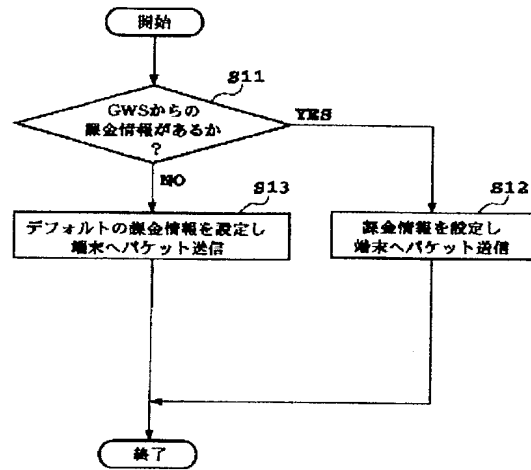 開始
S11
GWSからの
課金情報があるか
?
YES
NO
S13
S12
デフォルトの課金情報を設定し
端末へパケット送信
課金情報を設定し
端末へパケット送信
終了